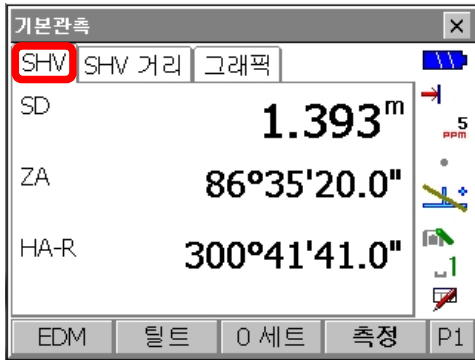 기본관측
SHV SHV 거리 그래픽
SD 1.393 m
5
PPM
ZA 86°35'20.0"
HA-R 300°41'41.0"
1
EDM 틸트 0 세트 측정 P1